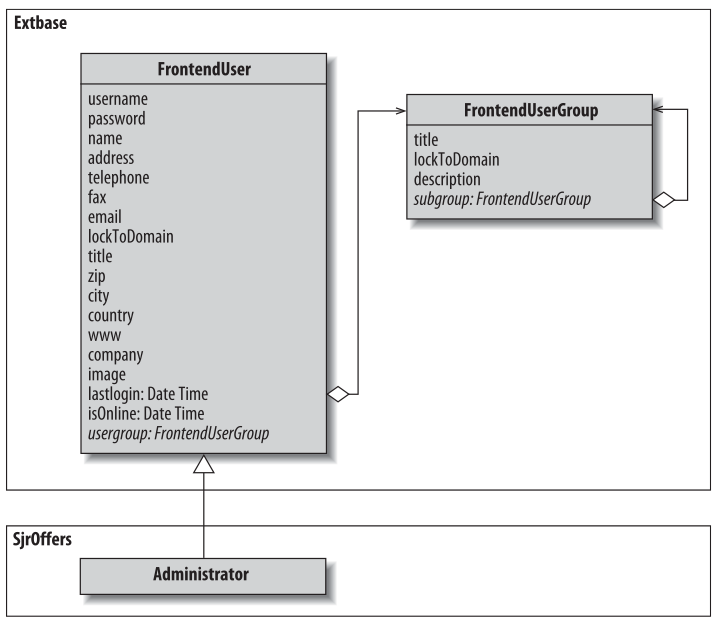 Extbase
FrontendUser
username
password
name
address
telephone
fax
email
lockToDomain
title
zip
city
country
www
company
image
lastlogin: Date Time
isOnline: Date Time
usergroup: FrontendUserGroup
FrontendUserGroup
title
lockToDomain
description
subgroup: FrontendUserGroup
SjrOffers
Administrator